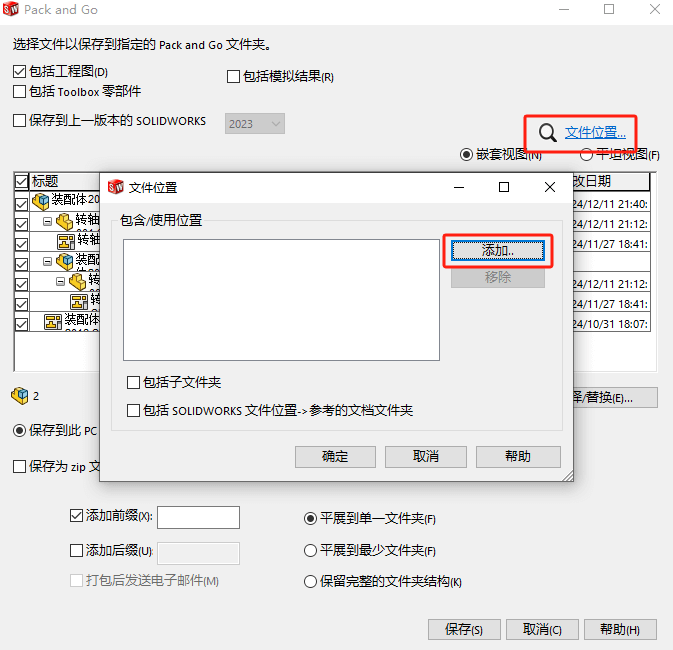 Pack and Go
选择文件以保存到指定的 Pack and Go 文件夹。
包括工程图(D)
包括模拟结果(R)
包括 Toolbox 零部件
保存到上一版本的 SOLIDWORKS
2023
文件位置...
嵌套视图(N)
平坦视图(F)
标题
改日期
装配体20
24/12/11 21:40:
转轴
24/12/11 21:12:
转轴
24/11/27 18:41:
装配
转
24/12/11 21:12:
转
24/11/27 18:41:
装配体
24/10/31 18:07:
文件位置
包含/使用位置
添加..
移除
包括子文件夹
包括 SOLIDWORKS 文件位置->参考的文档文件夹
确定
取消
帮助
2
择/替换(E)...
保存到此 PC
保存为 zip 文
添加前缀(X):
平展到单一文件夹(F)
添加后缀(U):
平展到最少文件夹(F)
打包后发送电子邮件(M)
保留完整的文件夹结构(K)
保存(S)
取消(C)
帮助(H)